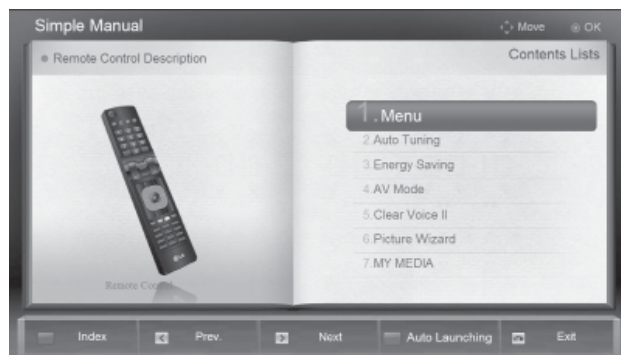 Simple Manual
Move OK
Remote Control Description
Contents Lists
1. Menu
2. Auto Tuning
3. Energy Saving
4. AV Mode
5. Clear Voice II
6. Picture Wizard
7. MY MEDIA
LG
Remote Control
Index Prev. Next Auto Launching Exit